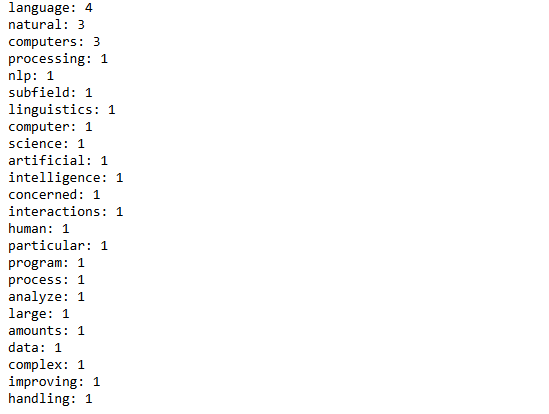 language: 4
natural: 3
computers: 3
processing: 1
nlp: 1
subfield: 1
linguistics: 1
computer: 1
science: 1
artificial: 1
intelligence: 1
concerned: 1
interactions: 1
human: 1
particular: 1
program: 1
process: 1
analyze: 1
large: 1
amounts: 1
data: 1
complex: 1
improving: 1
handling: 1